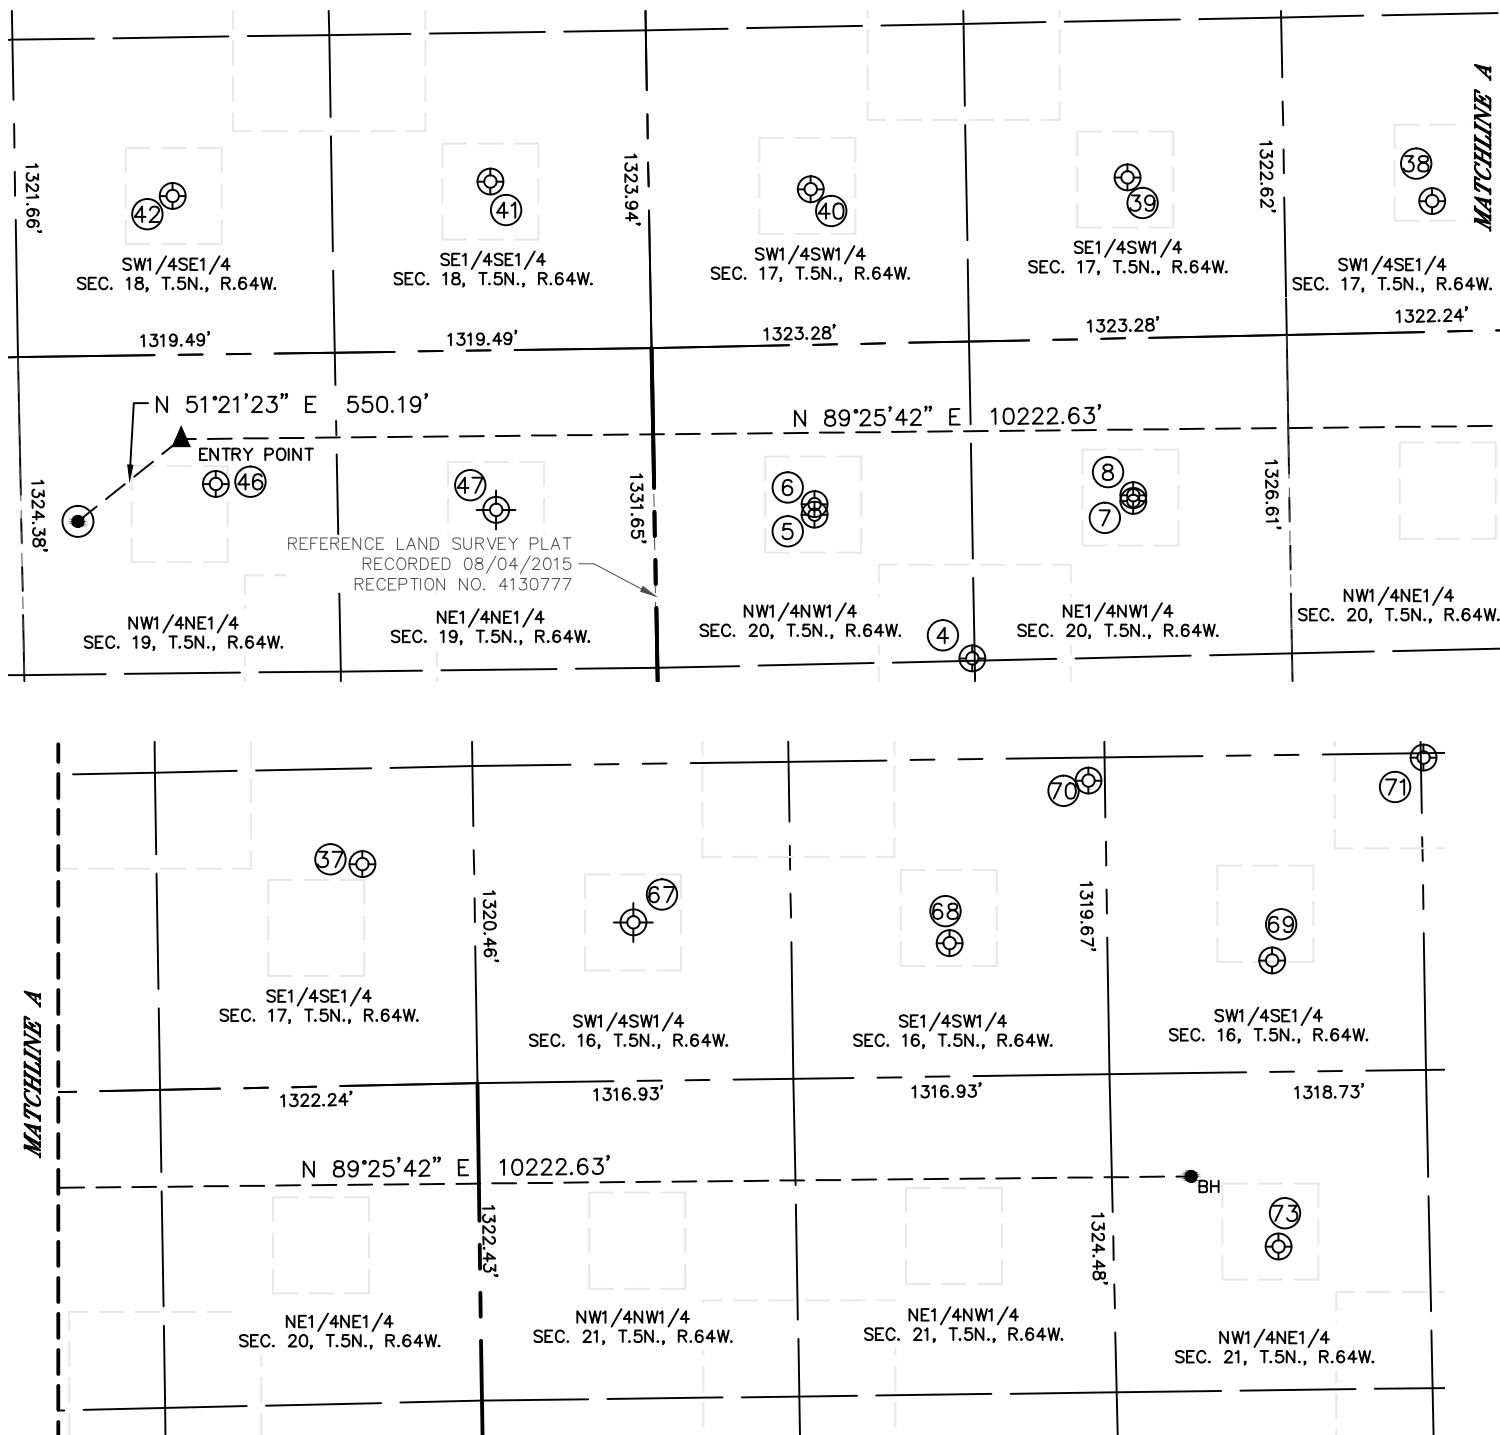 MATCHLINE A
1321.66'
1323.94'
1322.62'
42
41
40
39
38
SW1/4SE1/4
SEC. 18, T.5N., R.64W.
SE1/4SE1/4
SEC. 18, T.5N., R.64W.
SW1/4SW1/4
SEC. 17, T.5N., R.64W.
SE1/4SW1/4
SEC. 17, T.5N., R.64W.
SW1/4SE1/4
SEC. 17, T.5N., R.64W.
1319.49'
1319.49'
1323.28'
1323.28'
1322.24'
N 51°21'23" E 550.19'
N 89°25'42" E 10222.63'
ENTRY POINT
1324.38'
1331.65'
1326.61'
46
47
6
5
8
7
4
REFERENCE LAND SURVEY PLAT
RECORDED 08/04/2015
RECEPTION NO. 4130777
NW1/4NE1/4
SEC. 19, T.5N., R.64W.
NE1/4NE1/4
SEC. 19, T.5N., R.64W.
NW1/4NW1/4
SEC. 20, T.5N., R.64W.
NE1/4NW1/4
SEC. 20, T.5N., R.64W.
NW1/4NE1/4
SEC. 20, T.5N., R.64W.
MATCHLINE A
70
71
37
67
68
69
1320.46'
1319.67'
SE1/4SE1/4
SEC. 17, T.5N., R.64W.
SW1/4SW1/4
SEC. 16, T.5N., R.64W.
SE1/4SW1/4
SEC. 16, T.5N., R.64W.
SW1/4SE1/4
SEC. 16, T.5N., R.64W.
1322.24'
1316.93'
1316.93'
1318.73'
N 89°25'42" E 10222.63'
BH
1322.43'
1324.48'
73
NE1/4NE1/4
SEC. 20, T.5N., R.64W.
NW1/4NW1/4
SEC. 21, T.5N., R.64W.
NE1/4NW1/4
SEC. 21, T.5N., R.64W.
NW1/4NE1/4
SEC. 21, T.5N., R.64W.